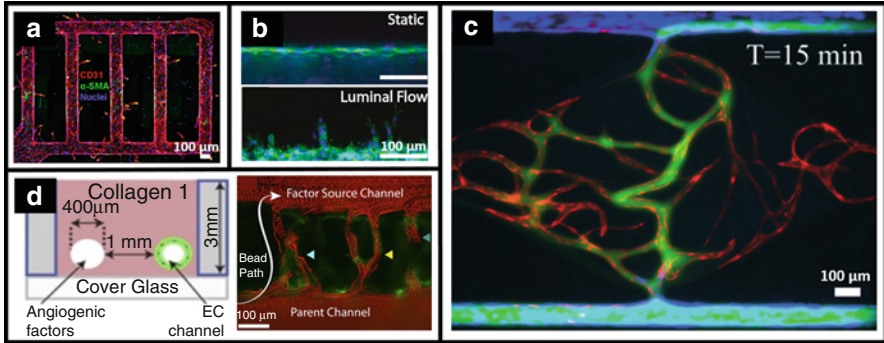 a
CD31
α-SMA
Nuclei
100 µm
b
Static
Luminal Flow
100 µm
c
T=15 min
100 µm
d
Collagen 1
400µm
1 mm
3mm
Cover Glass
Angiogenic
factors
EC
channel
Factor Source Channel
Bead
Path
Parent Channel
100 µm